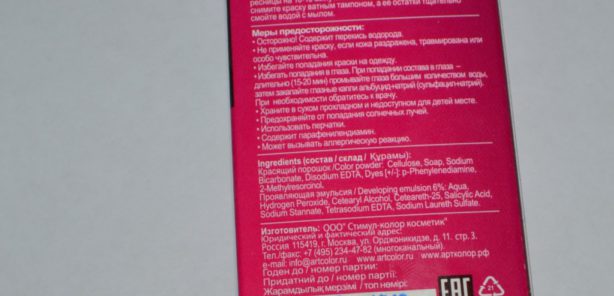 ресницы на
снимите краску ватным тампоном, а её остатки тщательно
смойте водой с мылом.
Меры предосторожности:
• Осторожно! Содержит перекись водорода.
• Не применяйте краску, если кожа раздражена, травмирована или
особо чувствительна.
• Избегайте попадания краски на одежду.
• Избегать попадания в глаза. При попадании состава в глаза –
длительно (15-20 мин) промывайте глаза большим количеством воды,
затем закапайте глазные капли альбуцид-натрий (сульфацил-натрий).
При необходимости обратитесь к врачу.
• Храните в сухом прохладном и недоступном для детей месте.
• Предохраняйте от попадания солнечных лучей.
• Использовать перчатки.
• Содержит парафенилендиамин.
• Может вызывать аллергическую реакцию.
Ingredients (состав / склад / Құрамы):
Красящий порошок /Color powder: Cellulose, Soap, Sodium
Bicarbonate, Disodium EDTA, Dyes [+/-]: p-Phenylenediamine,
2-Methylresorcinol.
Проявляющая эмульсия / Developing emulsion 6%: Aqua,
Hydrogen Peroxide, Cetearyl Alcohol, Ceteareth-25, Salicylic Acid,
Sodium Stannate, Tetrasodium EDTA, Sodium Laureth Sulfate.
Изготовитель: ООО "Стимул-колор косметик"
Юридический и фактический адрес:
Россия 115419, г. Москва, ул. Орджоникидзе, д. 11. стр. 3.
Тел./факс: +7 (495) 234-47-82 (многоканальный).
e-mail: info@artcolor.ru www.artcolor.ru www.артколор.рф
Годен до / номер партии:
Придатний до / номер партії:
Жарамдылық мерзімі / топ нөмірі:
EAC
21